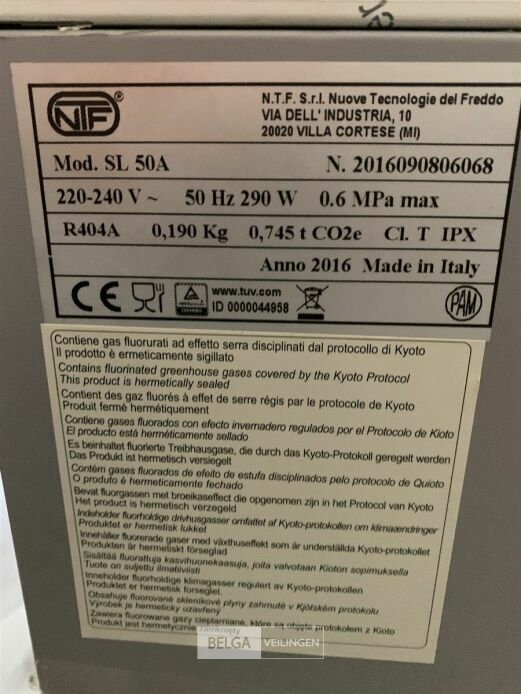 NTF ®
N.T.F. S.r.l. Nuove Tecnologie del Freddo
VIA DELL' INDUSTRIA, 10
20020 VILLA CORTESE (MI)
Mod. SL 50A N. 2016090806068
220-240 V ~ 50 Hz 290 W 0.6 MPa max
R404A 0,190 Kg 0,745 t CO2e Cl. T IPX
Anno 2016 Made in Italy
CE www.tuv.com
ID 0000044958
PAM
Contiene gas fluorurati ad effetto serra disciplinati dal protocollo di Kyoto
Il prodotto è ermeticamente sigillato
Contains fluorinated greenhouse gases covered by the Kyoto Protocol
This product is hermetically sealed
Contient des gaz fluorés à effet de serre régis par le protocole de Kyoto
Produit fermé hermétiquement
Contiene gases fluorados con efecto invernadero regulados por el Protocolo de Kioto
El producto está herméticamente sellado
Es beinhaltet fluorierte Treibhausgase, die durch das Kyoto-Protokoll geregelt werden
Das Produkt ist hermetisch versiegelt
Contém gases fluorados de efeito de estufa disciplinados pelo protocolo de Quioto
O produto é hermeticamente fechado
Bevat fluorgassen met broeikaseffect die opgenomen zijn in het Protocol van Kyoto
Het product is hermetisch verzegeld
Indeholder fluorholdige drivhusgasser omfattet af Kyoto-protokollen om klimaændringer
Produktet er hermetisk lukket
Innehåller fluorerade gaser med växthuseffekt som är underställda Kyoto-protokollet
Produkten är hermetiskt förseglad
Sisältää fluorattuja kasvihuonekaasuja, joita valvotaan Kioton sopimuksella
Tuote on suljettu ilmatiiviisti
Inneholder fluorholdige klimagasser regulert av Kyoto-protokollen
Produktet er hermetisk forseglet
Obsahuje fluorované sklenikové plyny zahrnuté v Kjótském protokolu
Výrobek je hermeticky uzavřený
Zawiera fluorowane gazy cieplarniane, które są objęte protokołem z Kioto
Produkt jest hermetycznie zamknięty
BELGA VEILINGEN